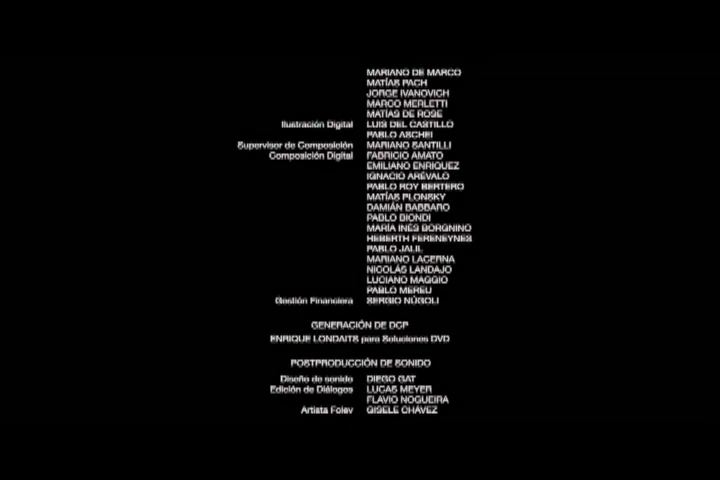 MARIANO DE MARCO
MATÍAS PACH
JORGE IVANOVICH
MARCO MERLETTI
MATÍAS DE ROSE
Ilustración Digital LUIS DEL CASTILLO
PABLO ASCHEI
Supervisor de Composición MARIANO SANTILLI
Composición Digital FABRICIO AMATO
EMILIANO ENRIQUEZ
IGNACIO ARÉVALO
PABLO ROY BERTERO
MATÍAS PLONSKY
DAMIÁN BABBARO
PABLO BIONDI
MARÍA INÉS BORGNINO
HEBERTH FERENEYNES
PABLO JALIL
MARIANO LACERNA
NICOLÁS LANDAJO
LUCIANO MAGGIO
PABLO MEREU
Gestión Financiera SERGIO NÚGOLI
GENERACIÓN DE DCP
ENRIQUE LONDAITS para Soluciones DVD
POSTPRODUCCIÓN DE SONIDO
Diseño de sonido DIEGO GAT
Edición de Diálogos LUCAS MEYER
FLAVIO NOGUEIRA
Artista Foley GISELE CHÁVEZ